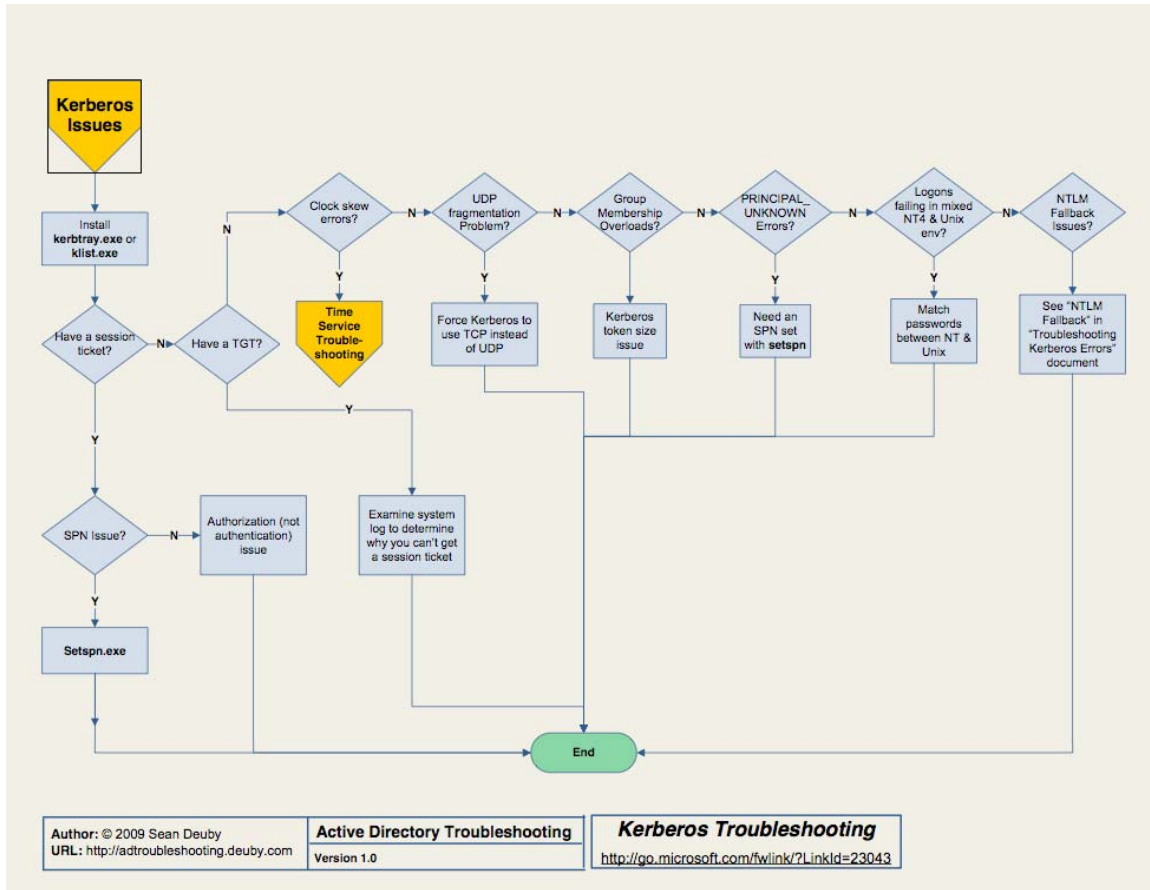 Kerberos
Issues
Install
kerbtray.exe or
klist.exe
Have a session
ticket?
N
Have a TGT?
N
Clock skew
errors?
N
UDP
fragmentation
Problem?
N
Group
Membership
Overloads?
N
PRINCIPAL_
UNKNOWN
Errors?
N
Logons
failing in mixed
NT4 & Unix
env?
N
NTLM
Fallback
Issues?
Y
Time
Service
Trouble-
shooting
Y
Force Kerberos to
use TCP instead
of UDP
Kerberos
token size
issue
Y
Need an
SPN set
with setspn
Y
Match
passwords
between NT &
Unix
See "NTLM
Fallback" in
"Troubleshooting
Kerberos Errors"
document
Y
Y
SPN Issue?
N
Authorization (not
authentication)
issue
Examine system
log to determine
why you can't get
a session ticket
Y
Setspn.exe
End
Author: © 2009 Sean Deuby
URL: http://adtroubleshooting.deuby.com
Active Directory Troubleshooting
Version 1.0
Kerberos Troubleshooting
http://go.microsoft.com/fwlink/?LinkId=23043